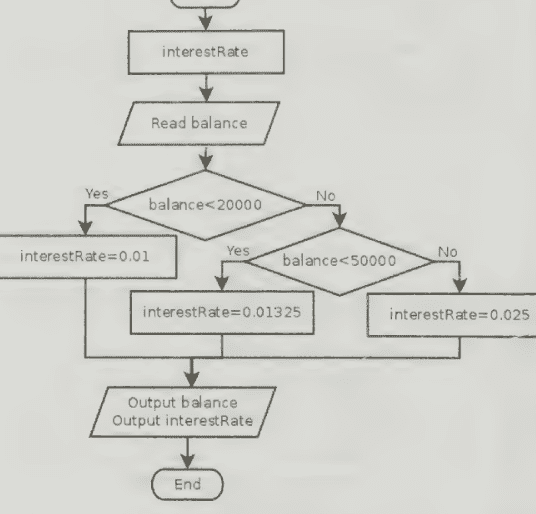 interestRate
Read balance
Yes
balance<20000
No
interestRate=0.01
Yes
balance<50000
No
interestRate=0.01325
interestRate=0.025
Output balance
Output interestRate
End